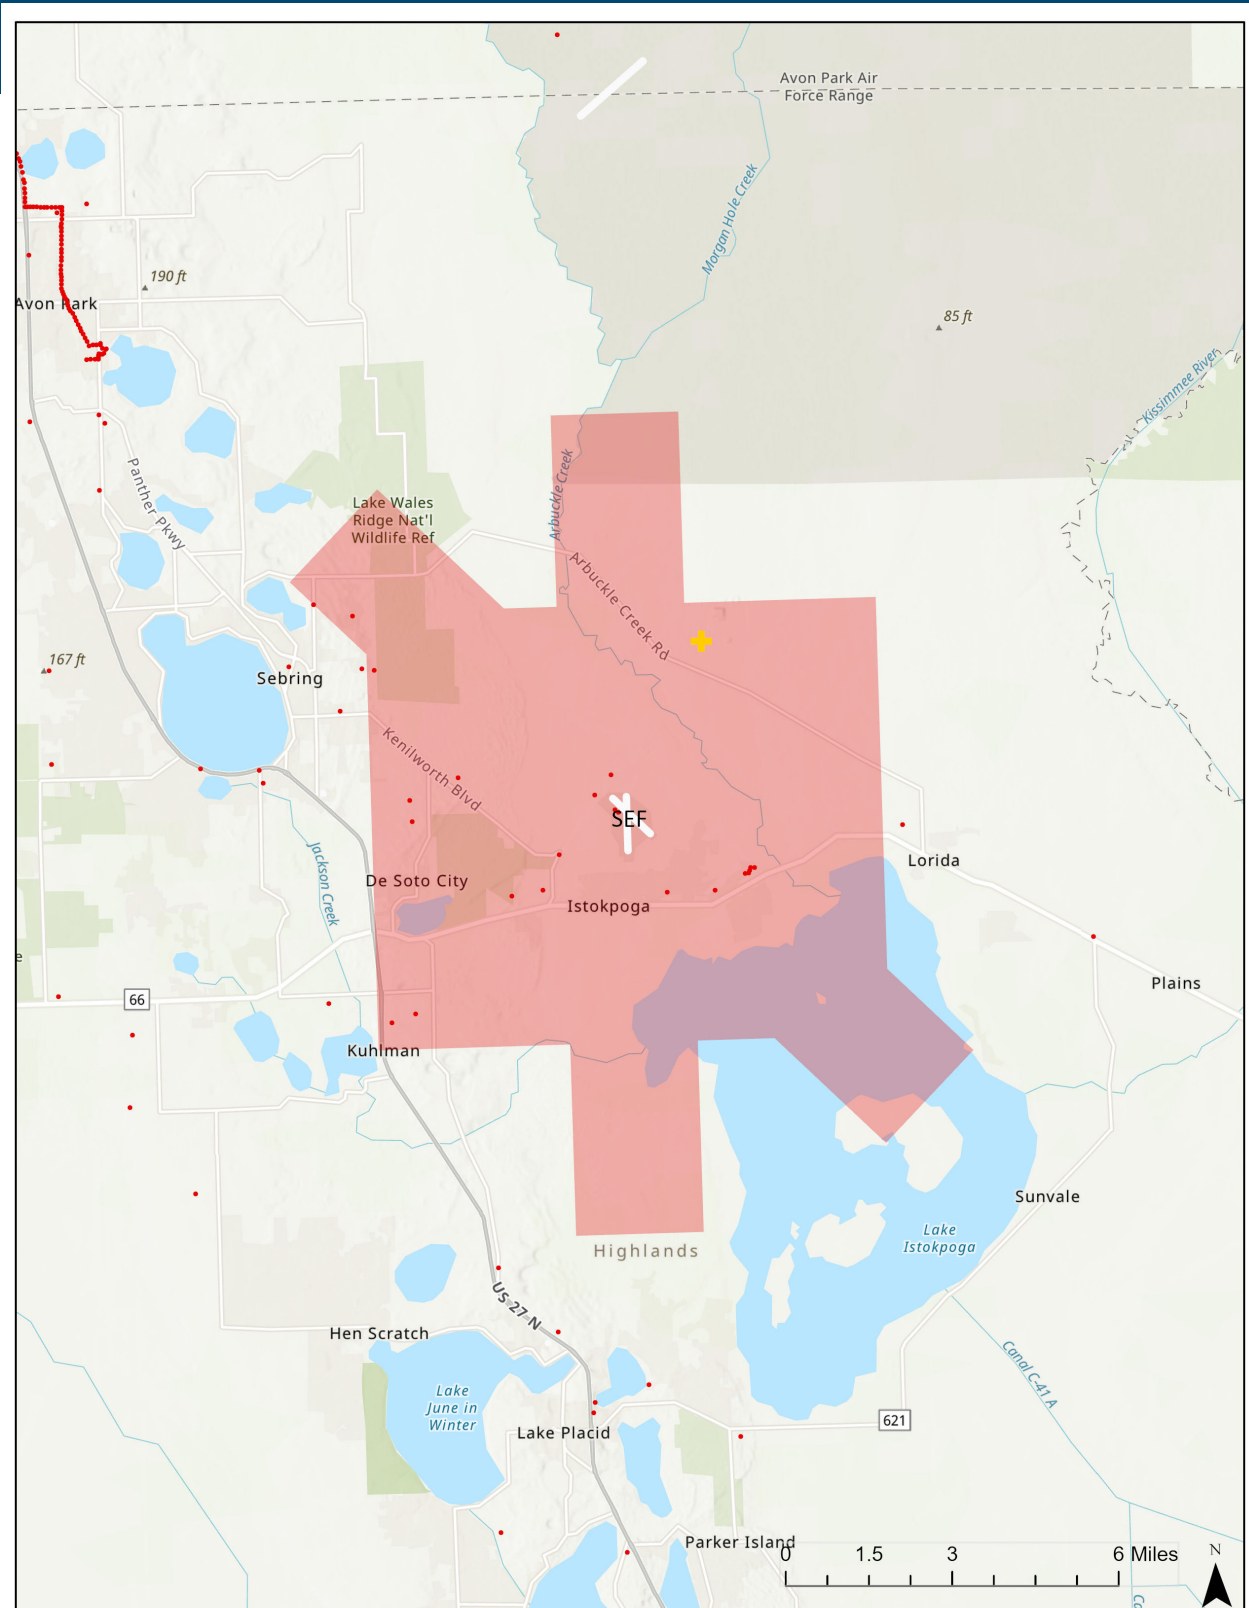 Avon Park Air
Force Range
Morgan Hole Creek
190 ft
Avon Park
85 ft
Kissimmee River
Panther Pkwy
Arbuckle Creek
Lake Wales
Ridge Nat'l
Wildlife Ref
Arbuckle Creek Rd
167 ft
Sebring
Kenilworth Blvd
SEF
Jackson Creek
De Soto City
Lorida
Istokpoga
e
Plains
66
Kuhlman
Sunvale
Lake
Istokpoga
Highlands
US 27 N
Hen Scratch
Canal C-41 A
Lake
June in
Winter
621
Lake Placid
Parker Island
0 1.5 3 6 Miles
N